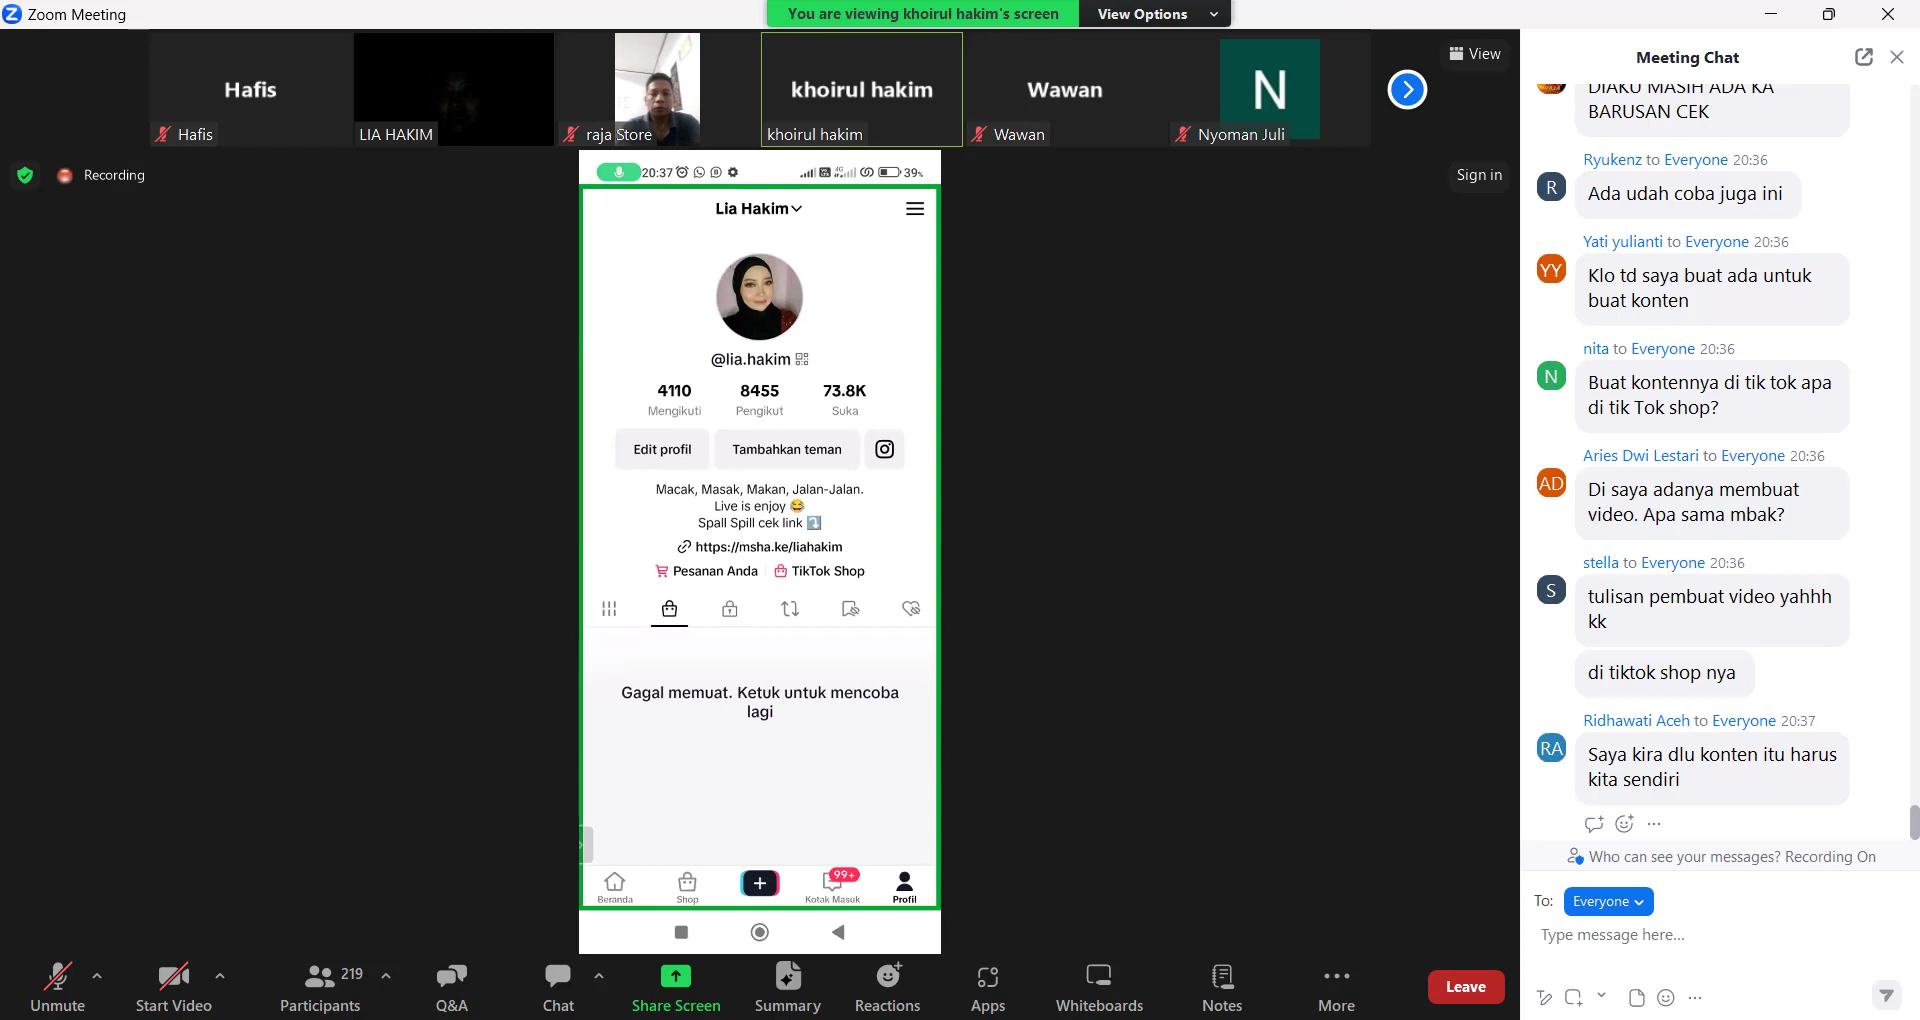 Zoom Meeting
You are viewing khoirul hakim's screen
View Options
Hafis
Hafis
LIA HAKIM
raja Store
khoirul hakim
khoirul hakim
Wawan
Wawan
N
Nyoman Juli
View
Recording
Sign in
20:37
39%
Lia Hakim
@lia.hakim
4110 8455 73.8K
Mengikuti Pengikut Suka
Edit profil Tambahkan teman
Macak, Masak, Makan, Jalan-Jalan.
Live is enjoy 😂
Spall Spill cek link ⤵️
https://msha.ke/liahakim
Pesanan Anda TikTok Shop
Gagal memuat. Ketuk untuk mencoba
lagi
99+
Beranda Shop Kotak Masuk Profil
Meeting Chat
DIAKU MASIH ADA KA
BARUSAN CEK
Ryukenz to Everyone 20:36
R
Ada udah coba juga ini
Yati yulianti to Everyone 20:36
YY
Klo td saya buat ada untuk
buat konten
nita to Everyone 20:36
N
Buat kontennya di tik tok apa
di tik Tok shop?
Aries Dwi Lestari to Everyone 20:36
AD
Di saya adanya membuat
video. Apa sama mbak?
stella to Everyone 20:36
S
tulisan pembuat video yahhh
kk
di tiktok shop nya
Ridhawati Aceh to Everyone 20:37
RA
Saya kira dlu konten itu harus
kita sendiri
Who can see your messages? Recording On
To: Everyone
Type message here...
Unmute
Start Video
219
Participants
Q&A
Chat
Share Screen
Summary
Reactions
Apps
Whiteboards
Notes
More
Leave